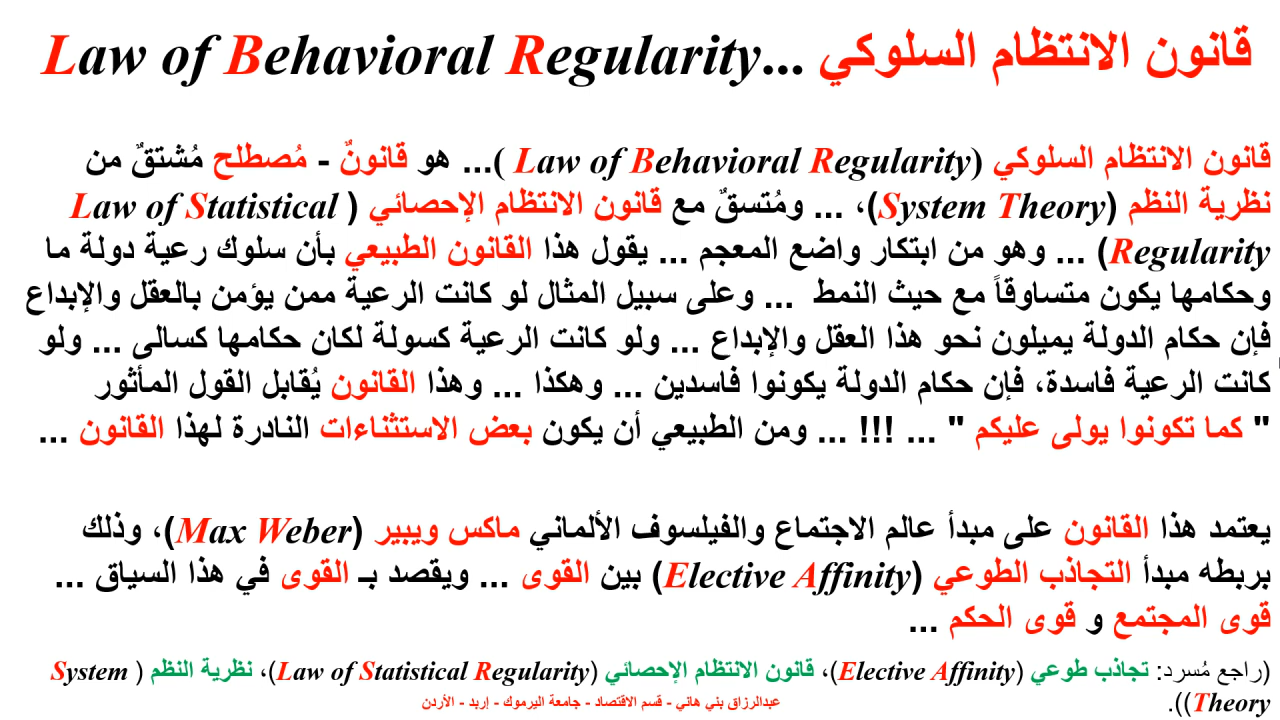 قانون الانتظام السلوكي ...Law of Behavioral Regularity
قانون الانتظام السلوكي (Law of Behavioral Regularity )... هو قانونٌ - مُصطلح مُشتقٌ من
نظرية النظم (System Theory)، ... ومُتسقٌ مع قانون الانتظام الإحصائي ( Law of Statistical
Regularity) ... وهو من ابتكار واضع المعجم ... يقول هذا القانون الطبيعي بأن سلوك رعية دولة ما
وحكامها يكون متساوقاً مع حيث النمط ... وعلى سبيل المثال لو كانت الرعية ممن يؤمن بالعقل والإبداع
فإن حكام الدولة يميلون نحو هذا العقل والإبداع ... ولو كانت الرعية كسولة لكان حكامها كسالى ... ولو
كانت الرعية فاسدة، فإن حكام الدولة يكونوا فاسدين ... وهكذا ... وهذا القانون يُقابل القول المأثور
" كما تكونوا يولى عليكم " ... !!! ... ومن الطبيعي أن يكون بعض الاستثناءات النادرة لهذا القانون ...
يعتمد هذا القانون على مبدأ عالم الاجتماع والفيلسوف الألماني ماكس ويبير (Max Weber)، وذلك
بربطه مبدأ التجاذب الطوعي (Elective Affinity) بين القوى ... ويقصد بـ القوى في هذا السياق ...
قوى المجتمع و قوى الحكم ...
(راجع مُسرد: تجاذب طوعي (Elective Affinity)، قانون الانتظام الإحصائي (Law of Statistical Regularity)، نظرية النظم ( System
Theory)).
عبدالرزاق بني هاني - قسم الاقتصاد - جامعة اليرموك - إربد - الأردن